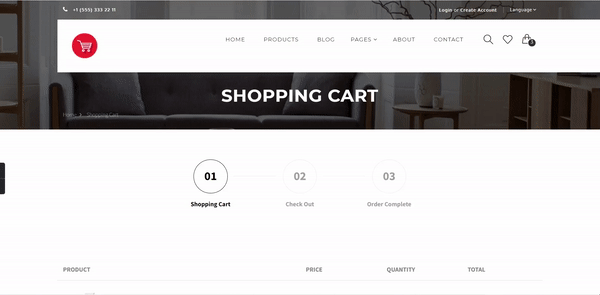 +1 (555) 333 22 11
Login or Create Account
Language
HOME
PRODUCTS
BLOG
PAGES
ABOUT
CONTACT
SHOPPING CART
Home
Shopping Cart
01
02
03
Shopping Cart
Check Out
Order Complete
PRODUCT
PRICE
QUANTITY
TOTAL